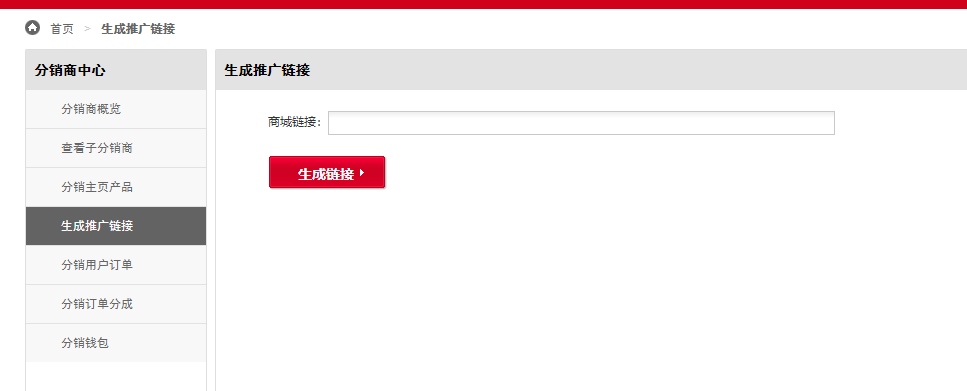 首页 > 生成推广链接
分销商中心
分销商概览
查看子分销商
分销主页产品
生成推广链接
分销用户订单
分销订单分成
分销钱包
生成推广链接
商城链接：
生成链接